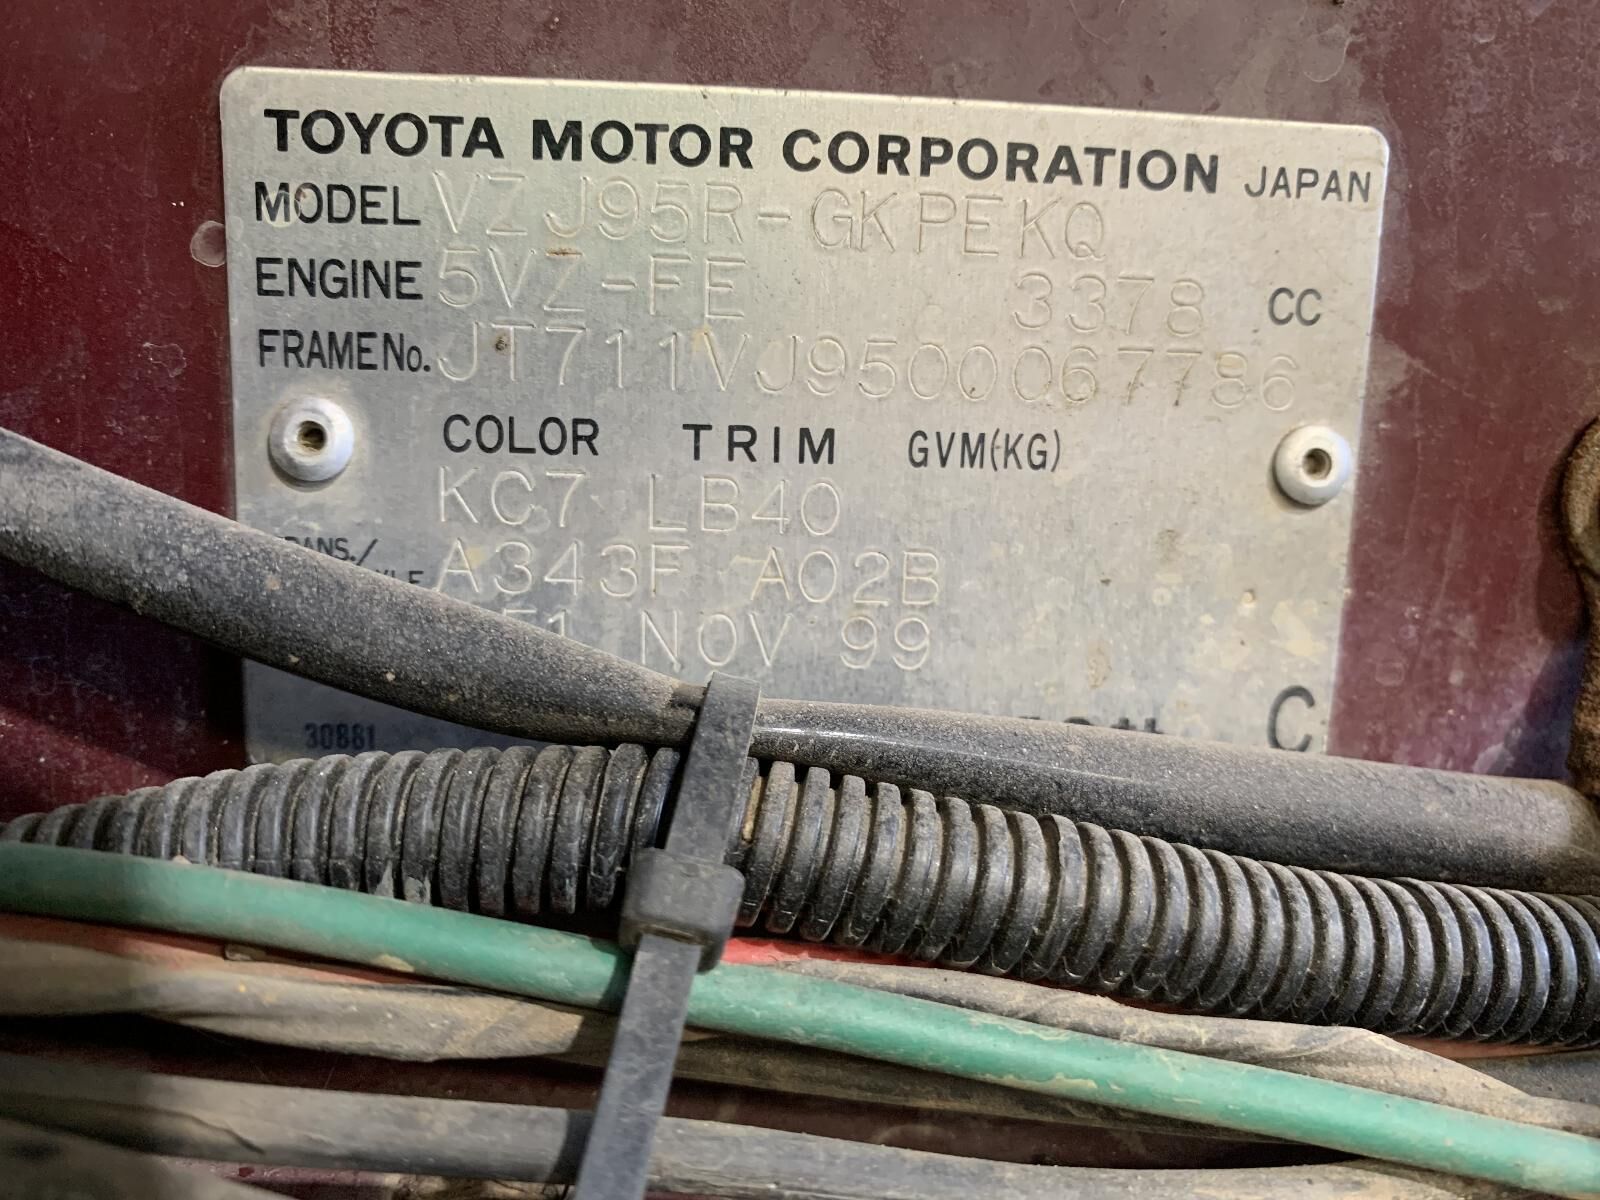 TOYOTA MOTOR CORPORATION JAPAN
MODEL VZJ95R-GKPEKQ
ENGINE 5VZ-FE 3378 CC
FRAME No. JT711VJ9500067786
COLOR TRIM GVM(KG)
KC7 LB40
A343F A02B
NOV 99
C
30881